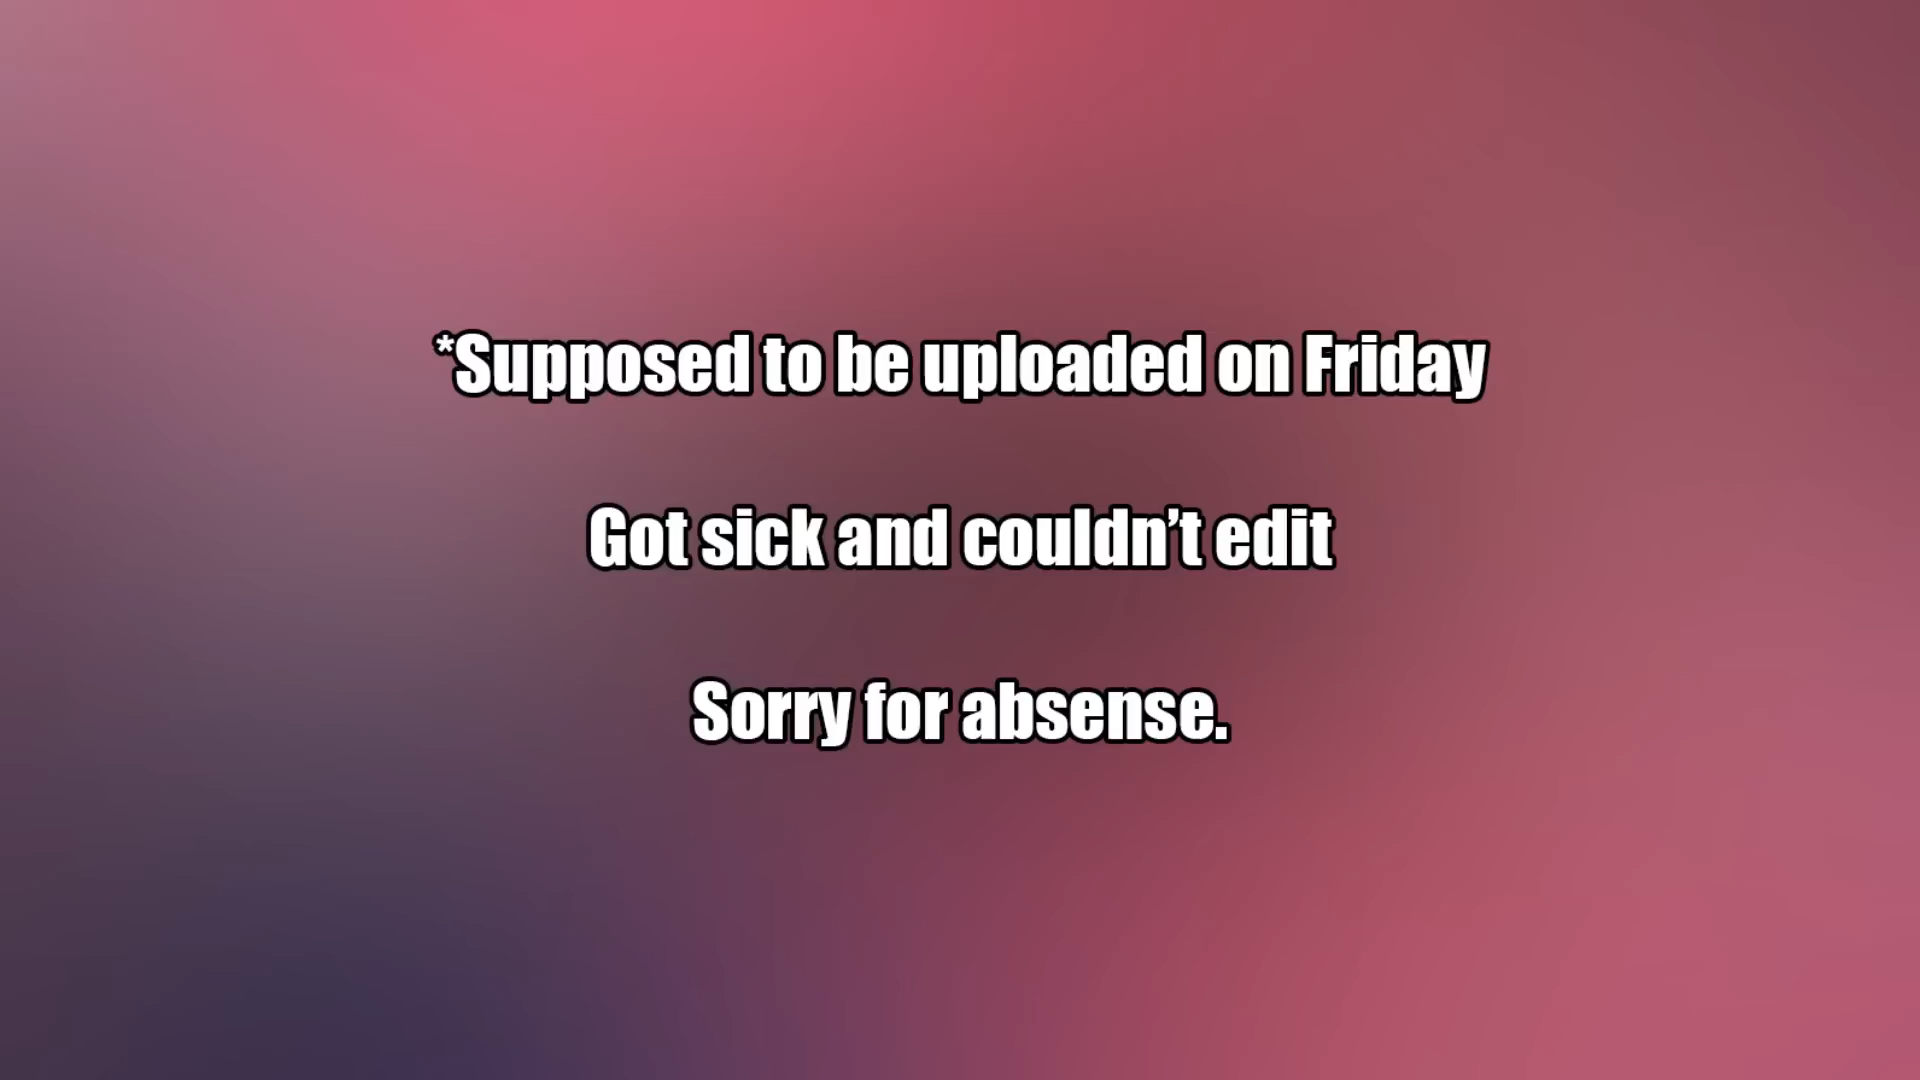 *Supposed to be uploaded on Friday
Got sick and couldn’t edit
Sorry for absense.